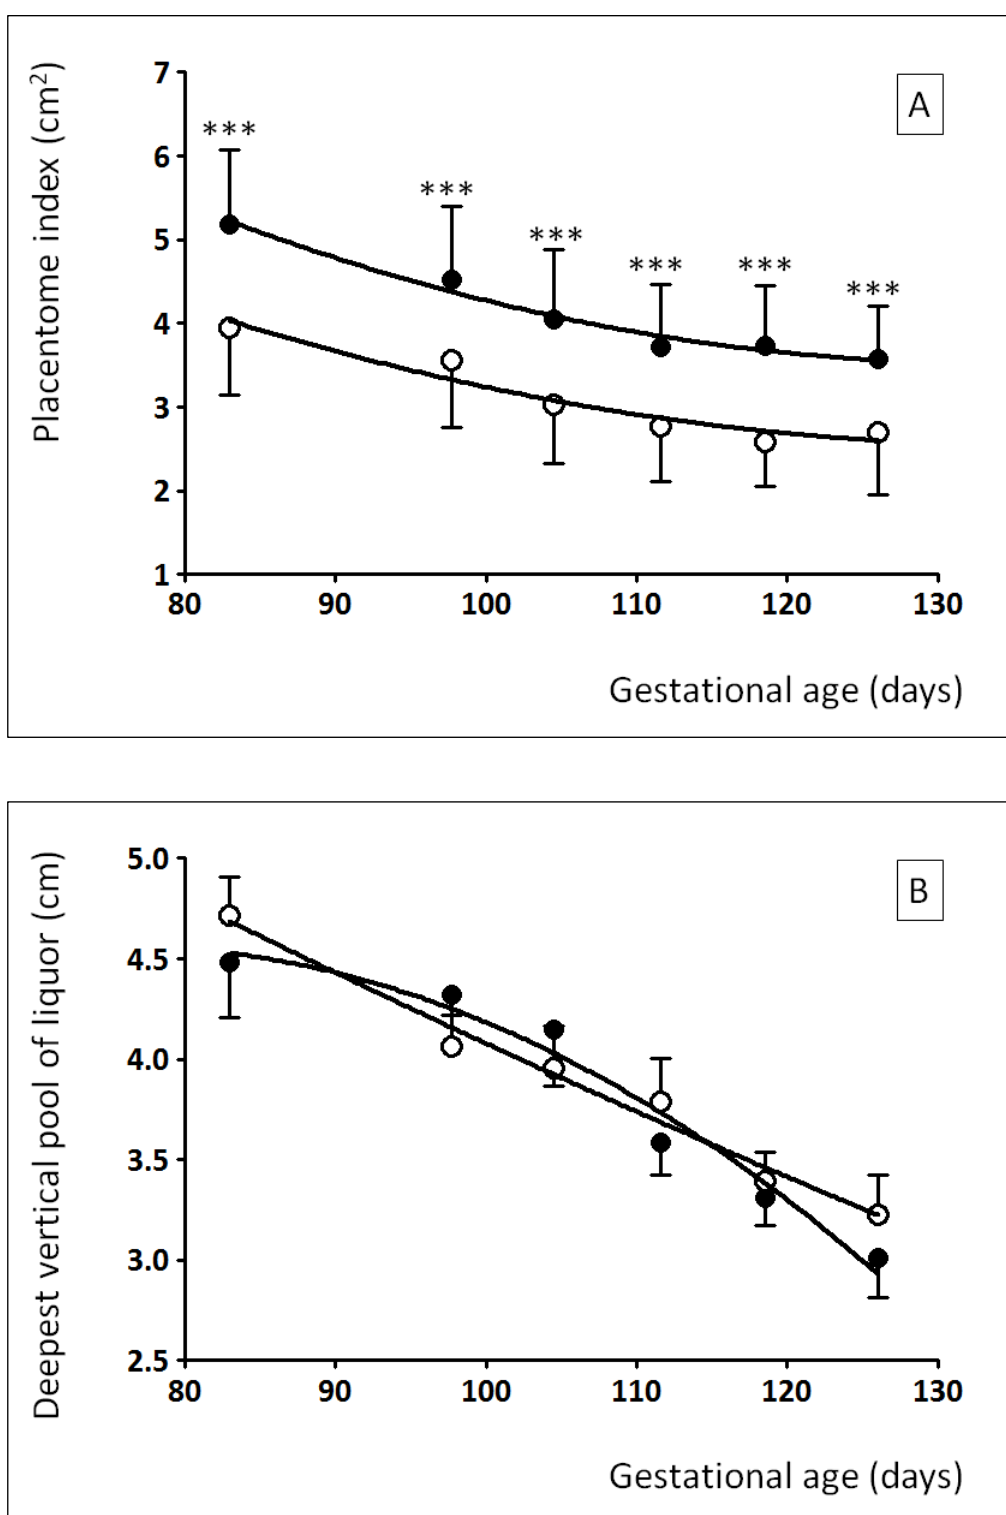 A
Placentome index (cm²)
7
6
5
4
3
2
1
***
***
***
***
***
***
80 90 100 110 120 130
Gestational age (days)
B
Deepest vertical pool of liquor (cm)
5.0
4.5
4.0
3.5
3.0
2.5
80 90 100 110 120 130
Gestational age (days)